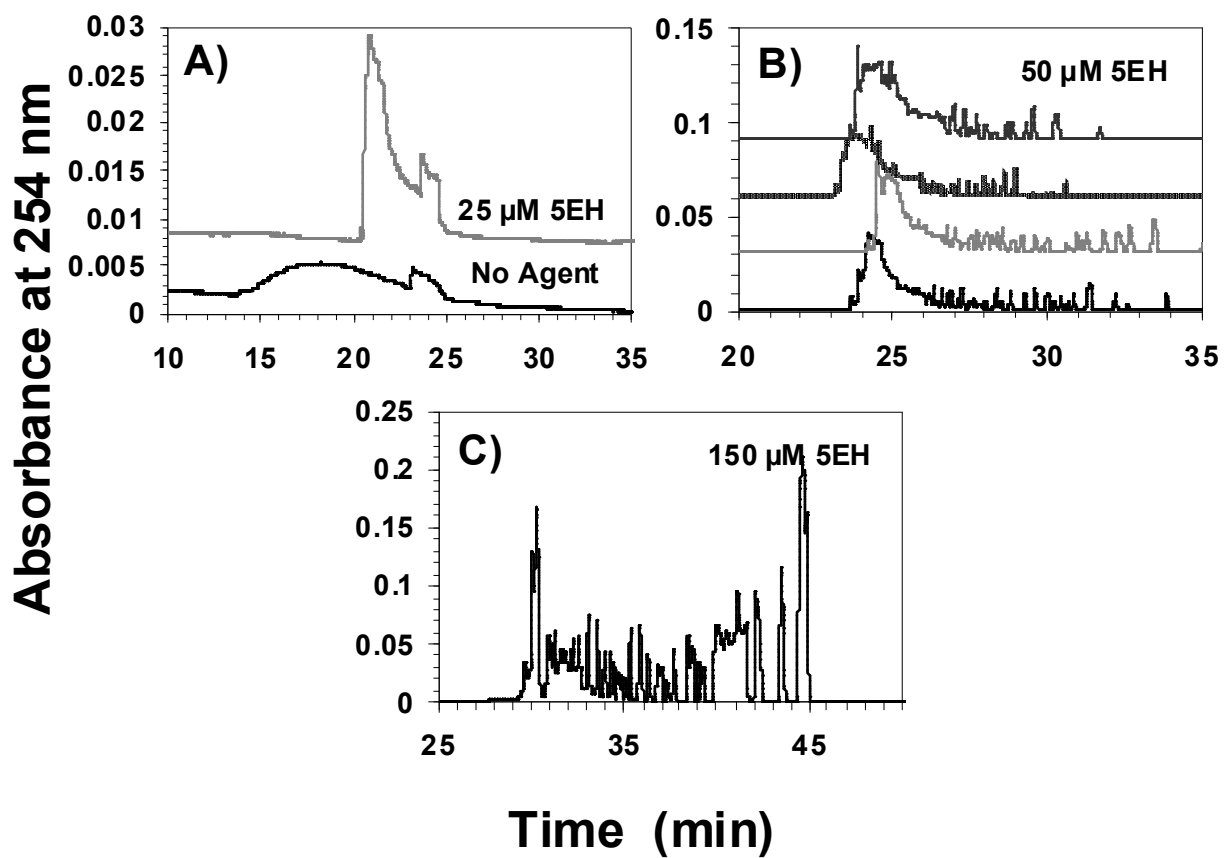 Absorbance at 254 nm
A)
0.03
0.025
0.02
0.015
0.01
0.005
0
25 µM 5EH
No Agent
10 15 20 25 30 35
B)
0.15
0.1
0.05
0
50 µM 5EH
20 25 30 35
C)
0.25
0.2
0.15
0.1
0.05
0
150 µM 5EH
25 35 45
Time (min)